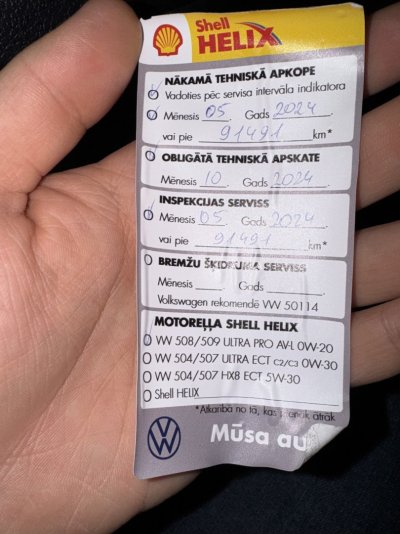 Shell
HELIX
NĀKAMĀ TEHNISKĀ APKOPE
Vadoties pēc servisa intervāla indikatora
Mēnesis 05 Gads 2024
vai pie 91491 km*
OBLIGĀTĀ TEHNISKĀ APSKATE
Mēnesis 10 Gads 2024.
INSPEKCIJAS SERVISS
Mēnesis 05 Gads 2024
vai pie 91491 km*
BREMŽU ŠĶIDRUMA SERVISS
Mēnesis Gads
Volkswagen rekomendē VW 50114
MOTOREĻĻA SHELL HELIX
VW 508/509 ULTRA PRO AV-L 0W-20
VW 504/507 ULTRA ECT C2/C3 0W-30
VW 504/507 HX8 ECT 5W-30
Shell HELIX
*Atkarībā no tā, kas pienāk ātrāk
Mūsa au